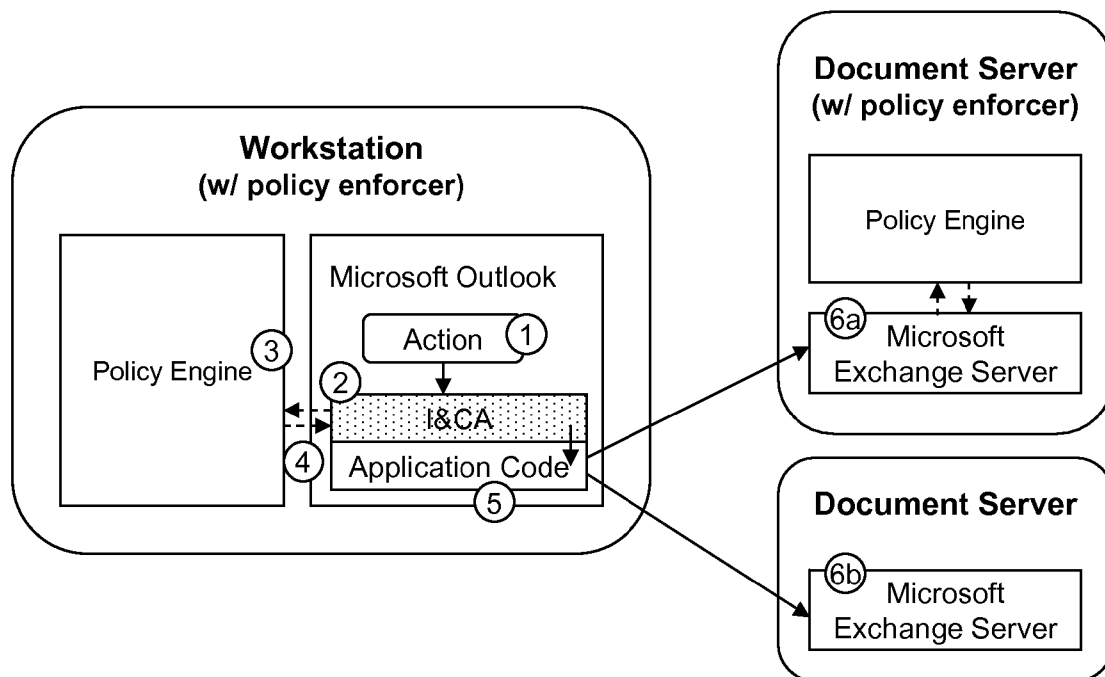 Workstation
(w/ policy enforcer)
Policy Engine
3
Microsoft Outlook
Action
1
2
I&CA
4
Application Code
5
Document Server
(w/ policy enforcer)
Policy Engine
6a
Microsoft
Exchange Server
Document Server
6b
Microsoft
Exchange Server